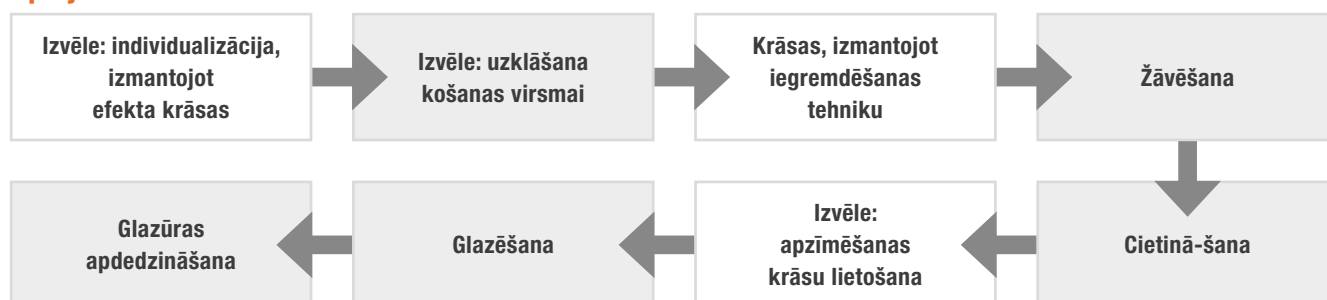 Izvēle: individualizācija,
izmantojot
efekta krāsas
Izvēle: uzklāšana
košanas virsmai
Krāsas, izmantojot
iegremdēšanas
tehniku
Žāvēšana
Cietinā-šana
Izvēle:
apzīmēšanas
krāsu lietošana
Glazēšana
Glazūras
apdedzināšana